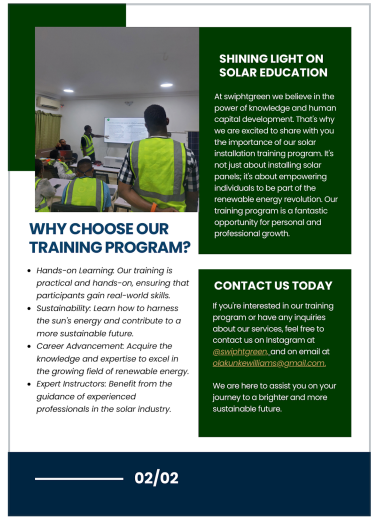 SHINING LIGHT ON
SOLAR EDUCATION
At swiphtgreen we believe in the
power of knowledge and human
capital development. That's why
we are excited to share with you
the importance of our solar
installation training program. It's
not just about installing solar
panels; it's about empowering
individuals to be part of the
renewable energy revolution. Our
training program is a fantastic
opportunity for personal and
professional growth.
WHY CHOOSE OUR
TRAINING PROGRAM?
• Hands-on Learning: Our training is
practical and hands-on, ensuring that
participants gain real-world skills.
• Sustainability: Learn how to harness
the sun's energy and contribute to a
more sustainable future.
• Career Advancement: Acquire the
knowledge and expertise to excel in
the growing field of renewable energy.
• Expert Instructors: Benefit from the
guidance of experienced
professionals in the solar industry.
CONTACT US TODAY
If you're interested in our training
program or have any inquiries
about our services, feel free to
contact us on Instagram at
@swiphtgreen, and on email at
olakunkewilliams@gmail.com.
We are here to assist you on your
journey to a brighter and more
sustainable future.
02/02